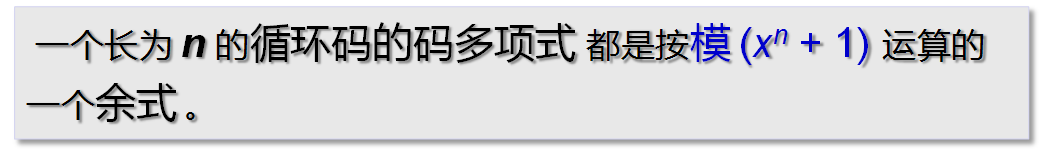 一个长为 n 的循环码的码多项式 都是按模 (xⁿ + 1) 运算的
一个余式 。